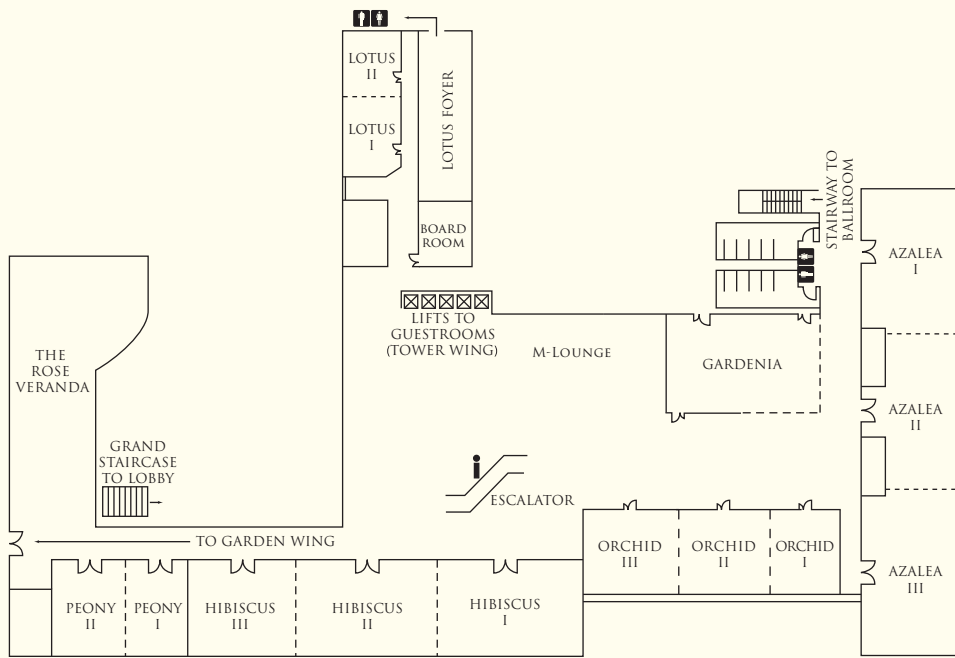 LOTUS
II
LOTUS
I
LOTUS FOYER
BOARD
ROOM
STAIRWAY TO
BALLROOM
AZALEA
I
LIFTS TO
GUESTROOMS
(TOWER WING)
M-LOUNGE
GARDENIA
THE
ROSE
VERANDA
AZALEA
II
GRAND
STAIRCASE
TO LOBBY
i
ESCALATOR
TO GARDEN WING
ORCHID
III
ORCHID
II
ORCHID
I
AZALEA
III
PEONY
II
PEONY
I
HIBISCUS
III
HIBISCUS
II
HIBISCUS
I